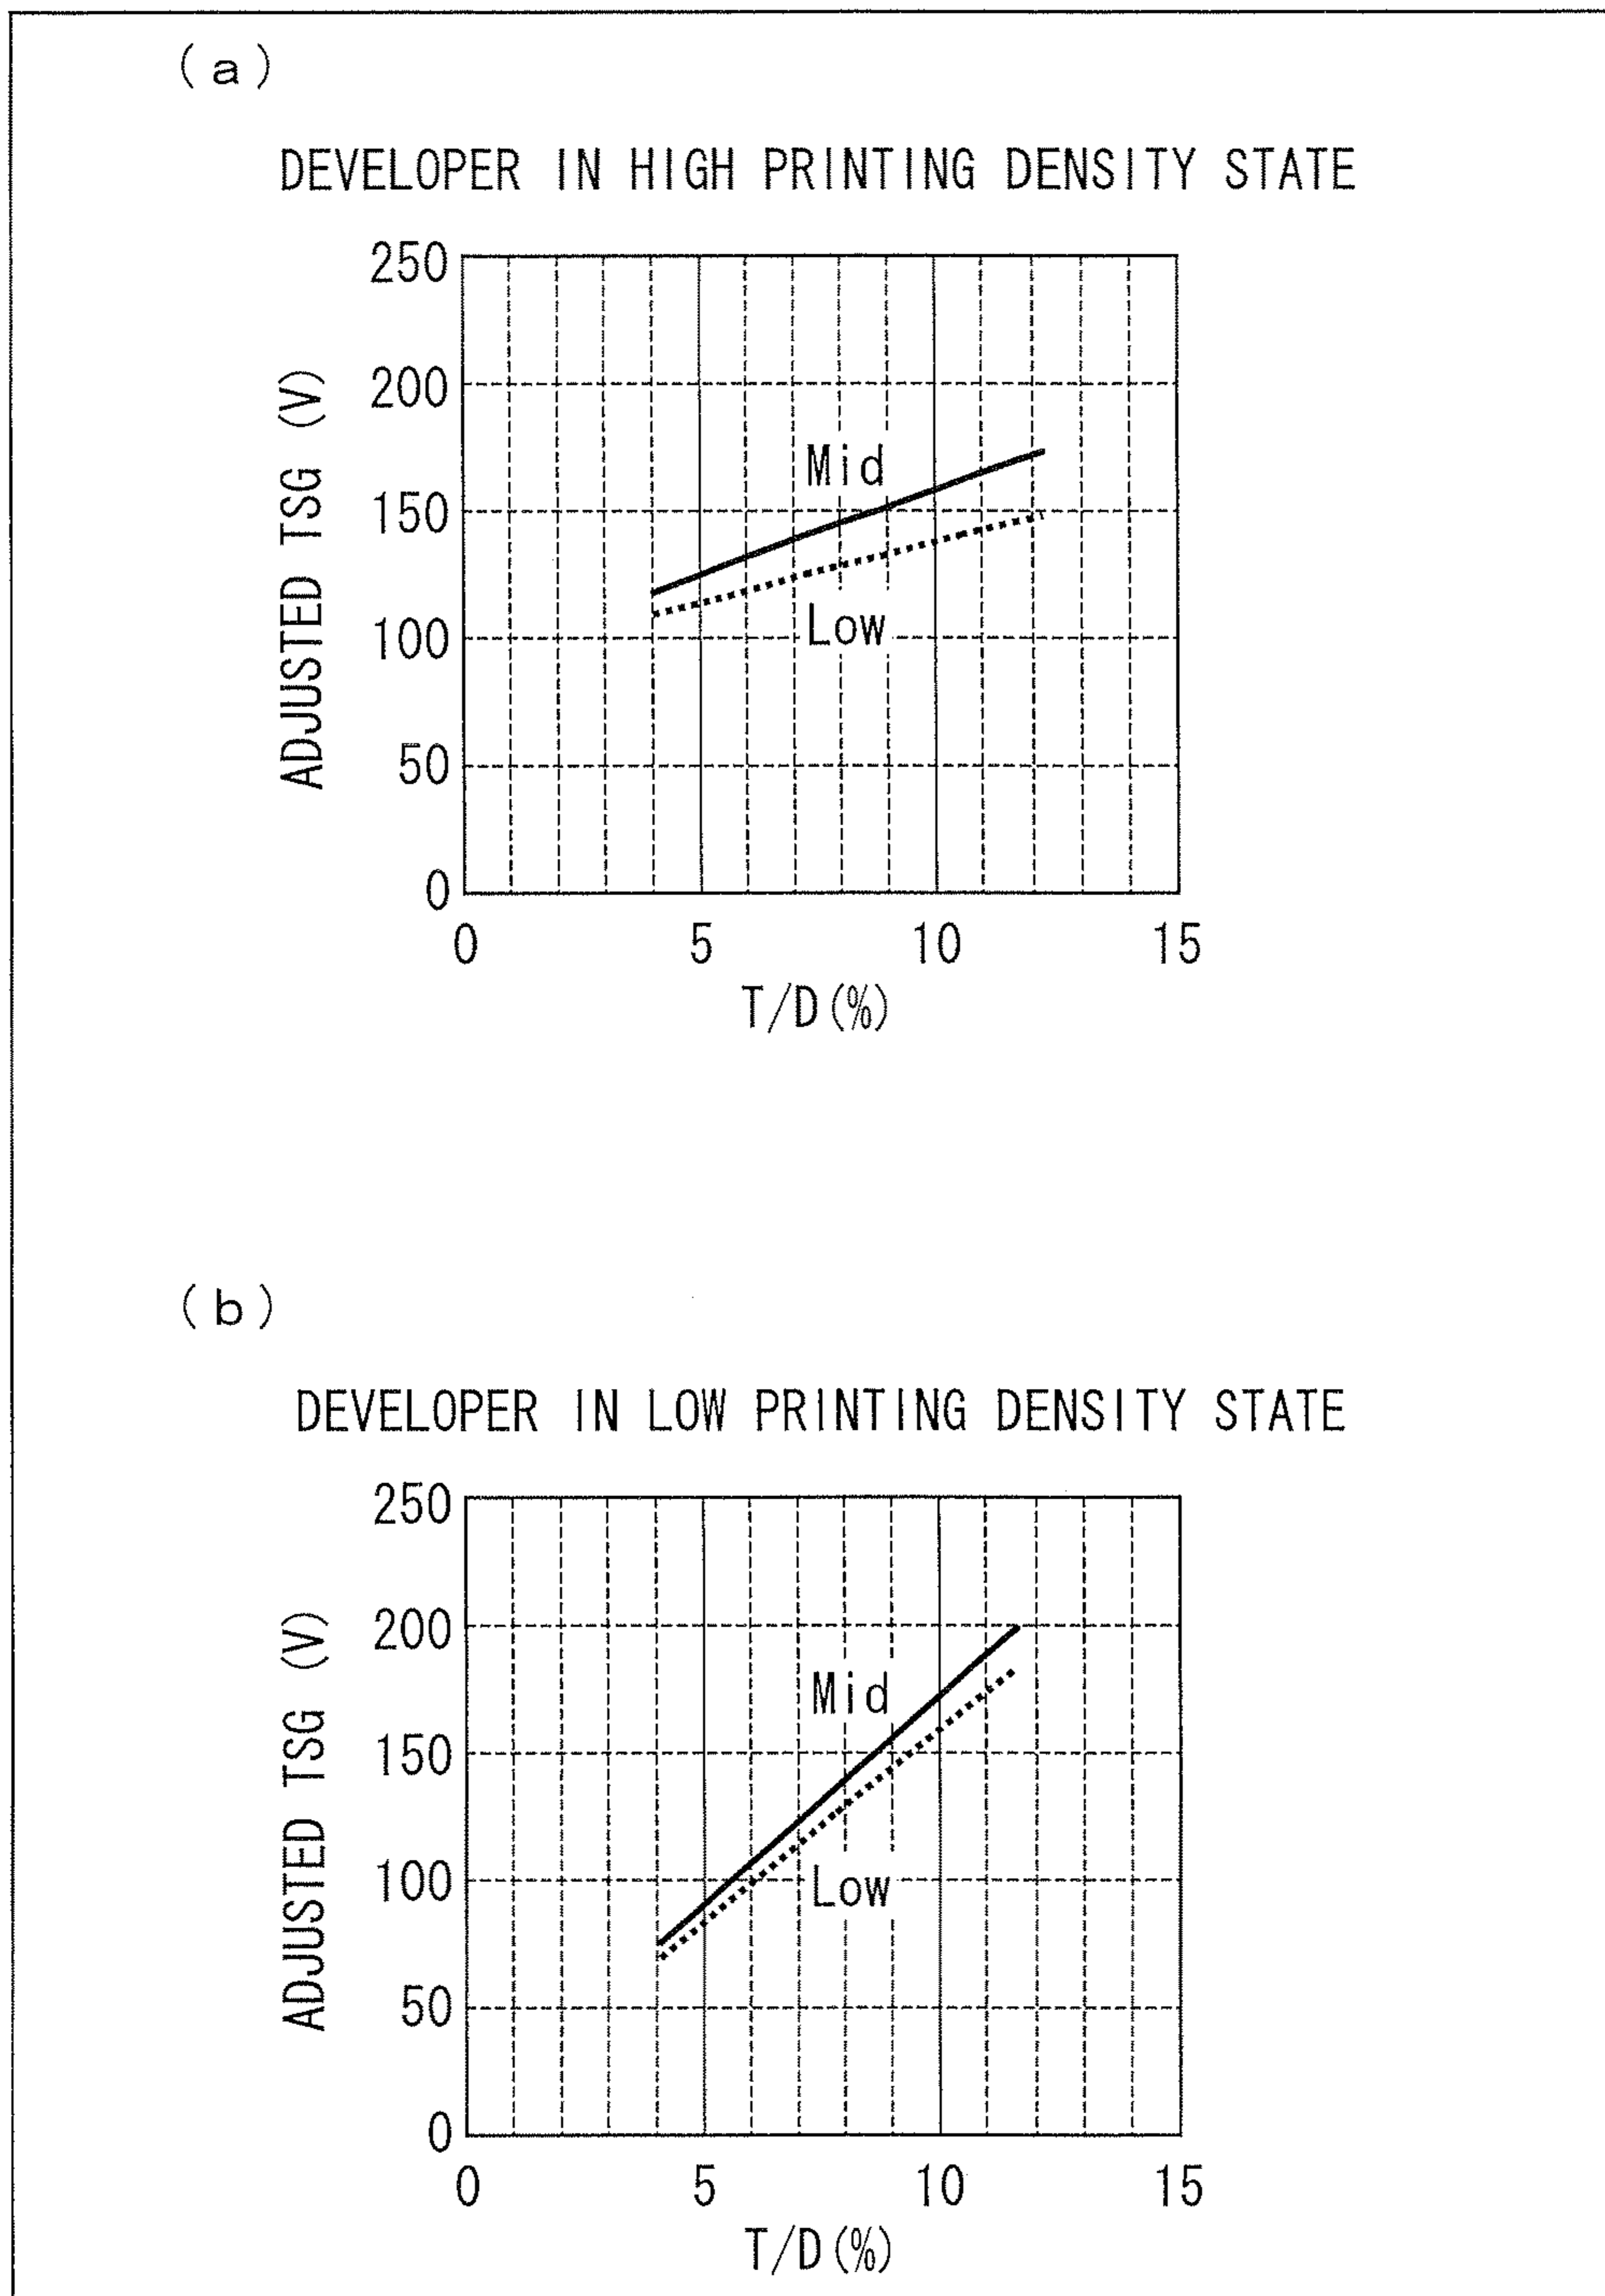 (a)
DEVELOPER IN HIGH PRINTING DENSITY STATE
250
200
150
100
50
0
ADJUSTED TSG (V)
Mid
Low
0 5 10 15
T/D(%)
(b)
DEVELOPER IN LOW PRINTING DENSITY STATE
250
200
150
100
50
0
ADJUSTED TSG (V)
Mid
Low
0 5 10 15
T/D(%)